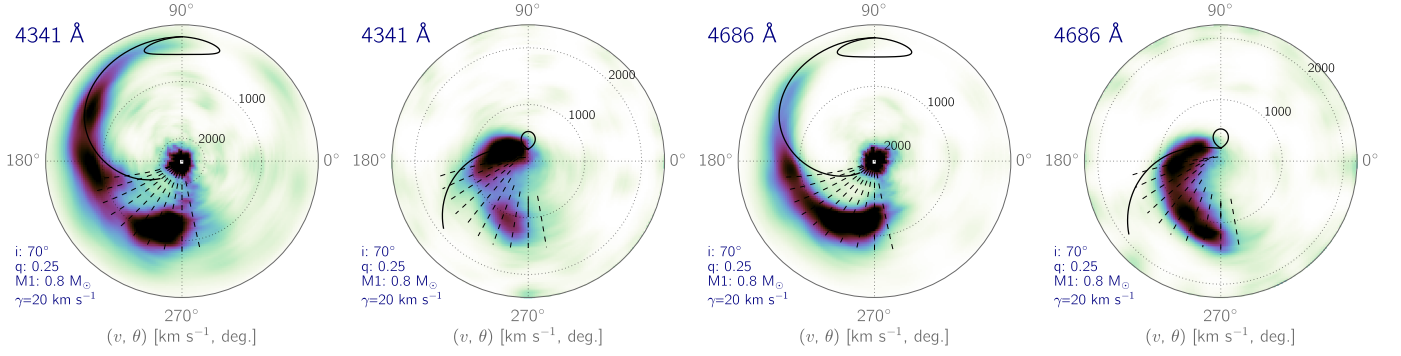 90°
4341 Å
1000
2000
180°
0°
i: 70°
q: 0.25
M1: 0.8 M⊙
γ=20 km s⁻¹
270°
(v, θ) [km s⁻¹, deg.]
90°
4341 Å
2000
1000
180°
0°
i: 70°
q: 0.25
M1: 0.8 M⊙
γ=20 km s⁻¹
270°
(v, θ) [km s⁻¹, deg.]
90°
4686 Å
1000
2000
180°
0°
i: 70°
q: 0.25
M1: 0.8 M⊙
γ=20 km s⁻¹
270°
(v, θ) [km s⁻¹, deg.]
90°
4686 Å
2000
1000
180°
0°
i: 70°
q: 0.25
M1: 0.8 M⊙
γ=20 km s⁻¹
270°
(v, θ) [km s⁻¹, deg.]